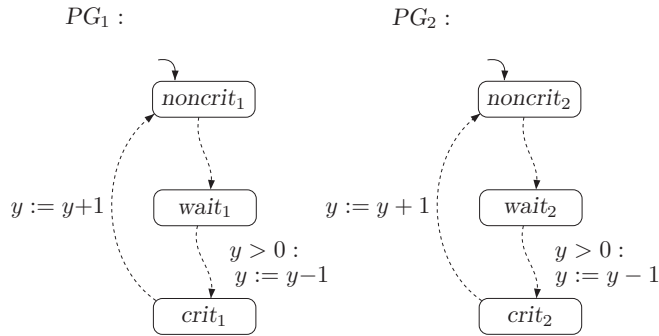 PG₁ :
noncrit₁
y := y+1
wait₁
y > 0 :
y := y−1
crit₁
PG₂ :
noncrit₂
y := y + 1
wait₂
y > 0 :
y := y − 1
crit₂